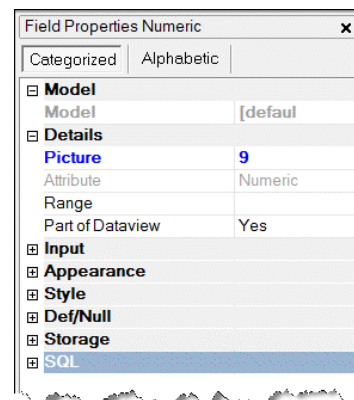 Field Properties Numeric x
Categorized Alphabetic
Model
Model [defaul
Details
Picture 9
Attribute Numeric
Range
Part of Dataview Yes
Input
Appearance
Style
Def/Null
Storage
SQL